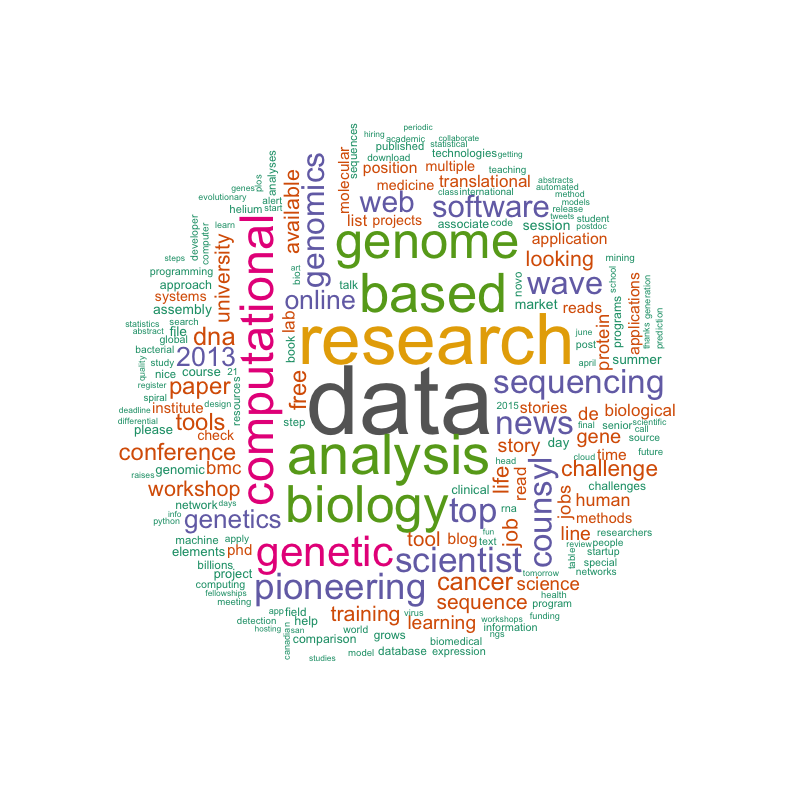 periodic
hiring
academic
collaborate
statistical
published
getting
sequences
download
technologies
position
multiple
teaching
analyses
genes
plos
evolutionary
alert
start
helium
available
genomics
molecular
medicine
translational
class
international
abstracts
automated
method
models
release
tweets
student
postdoc
web
software
list
projects
associate
code
session
learn
developer
computer
computational
genome
application
looking
steps
programming
approach
systems
university
assembly
bioit
art
talk
online
based
novo
market
wave
mining
school
reads
programs
applications
thanks
generation
prediction
statistics
search
abstract
file
global
dna
lab
book
research
june
post
protein
bacterial
2013
study
quality
nice
course
21
april
summer
paper
register
spiral
institute
design
resources
free
data
sequencing
2015
stories
de
biological
deadline
differential
please
tools
check
step
news
final
senior
scientific
call
source
future
gene
conference
genomic
bmc
analysis
story
day
time
cloud
head
challenge
raises
workshop
network
days
clinical
life
read
counsyl
jobs
challenges
human
info
python
genetics
biology
top
rna
methods
machine
elements
phd
apply
tool
blog
fun
text
job
line
researchers
people
review
table
startup
special
networks
billions
project
computing
genetic
scientist
tomorrow
fellowships
meeting
pioneering
cancer
science
health
program
sequence
app
field
training
virus
learning
workshops
funding
information
ngs
detection
hosting
help
san
world
grows
comparison
canadian
biomedical
studies
model
database
expression